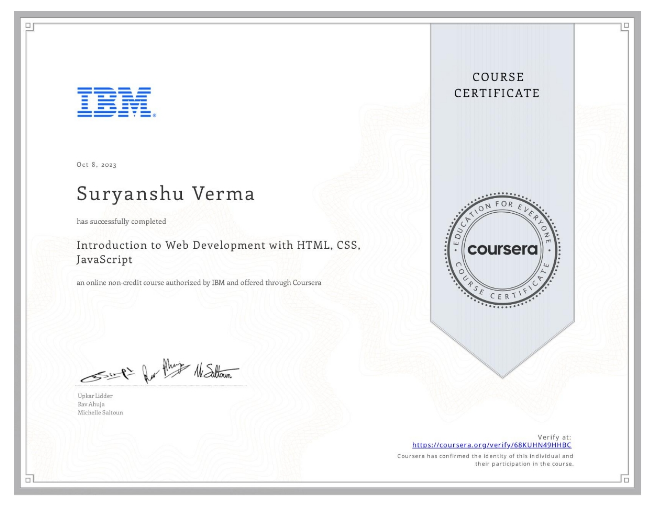 COURSE
CERTIFICATE
IBM®
Oct 8, 2023
Suryanshu Verma
has successfully completed
Introduction to Web Development with HTML, CSS,
JavaScript
an online non-credit course authorized by IBM and offered through Coursera
EDUCATION FOR EVERYONE
coursera
COURSE CERTIFICATE
Upkar Lidder
Rav Ahuja
Michelle Saltoun
Verify at:
https://coursera.org/verify/68KUHN49HHBC
Coursera has confirmed the identity of this individual and
their participation in the course.